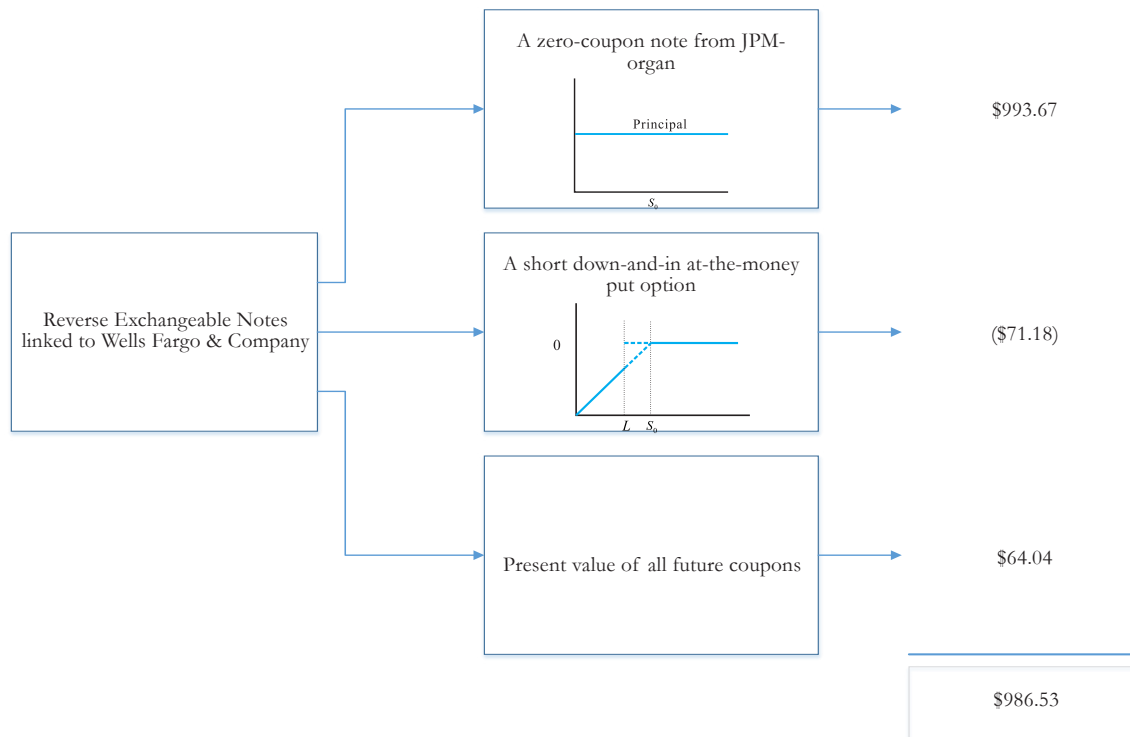 A zero-coupon note from JPM-
organ
Principal
S₀
$993.67
Reverse Exchangeable Notes
linked to Wells Fargo & Company
A short down-and-in at-the-money
put option
0
L S₀
($71.18)
Present value of all future coupons
$64.04
$986.53